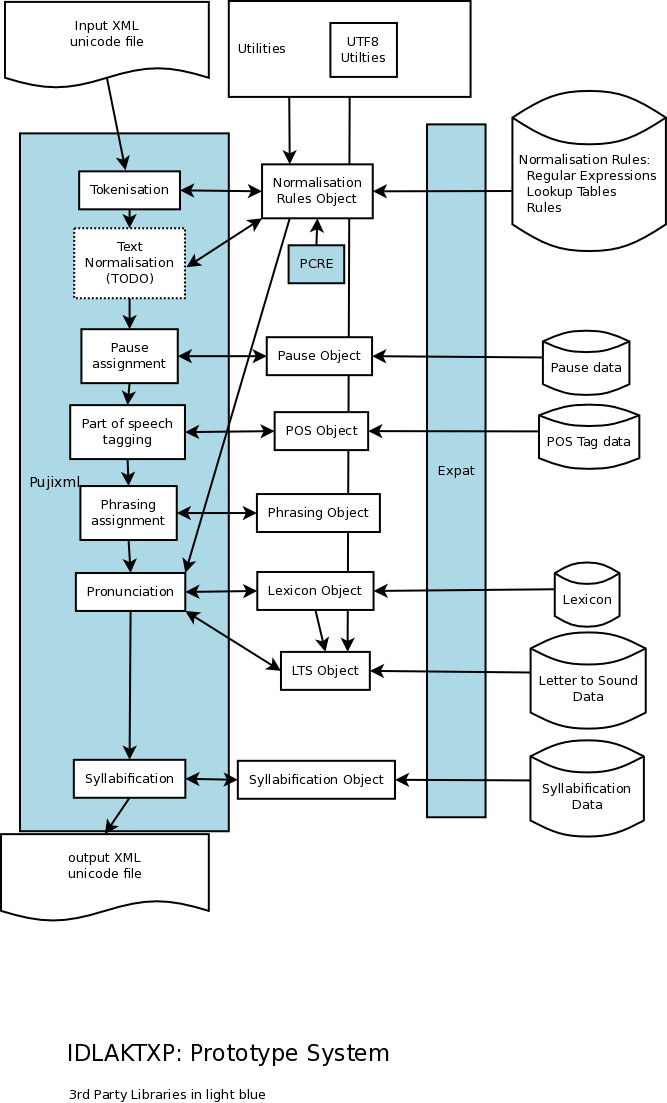 Input XML
unicode file
Utilities
UTF8
Utilties
Tokenisation
Normalisation
Rules Object
Normalisation Rules:
Regular Expressions
Lookup Tables
Rules
Text
Normalisation
(TODO)
PCRE
Pause
assignment
Pause Object
Pause data
Part of speech
tagging
POS Object
POS Tag data
Expat
Pujixml
Phrasing
assignment
Phrasing Object
Pronunciation
Lexicon Object
Lexicon
LTS Object
Letter to Sound
Data
Syllabification
Syllabification Object
Syllabification
Data
output XML
unicode file
IDLAKTXP: Prototype System
3rd Party Libraries in light blue